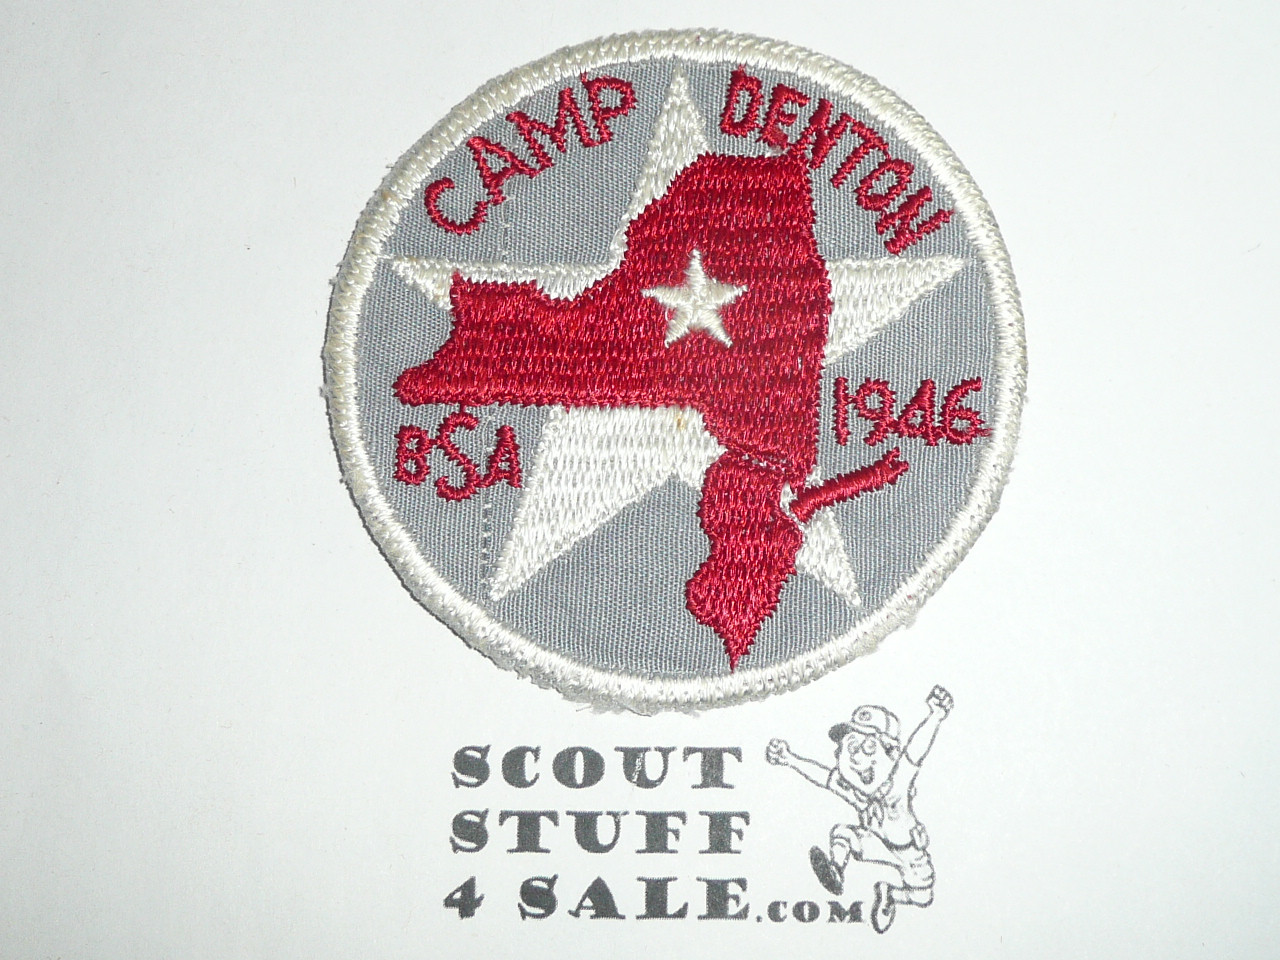 CAMP DENTON
BSA 1946
SCOUT
STUFF
4 SALE.COM